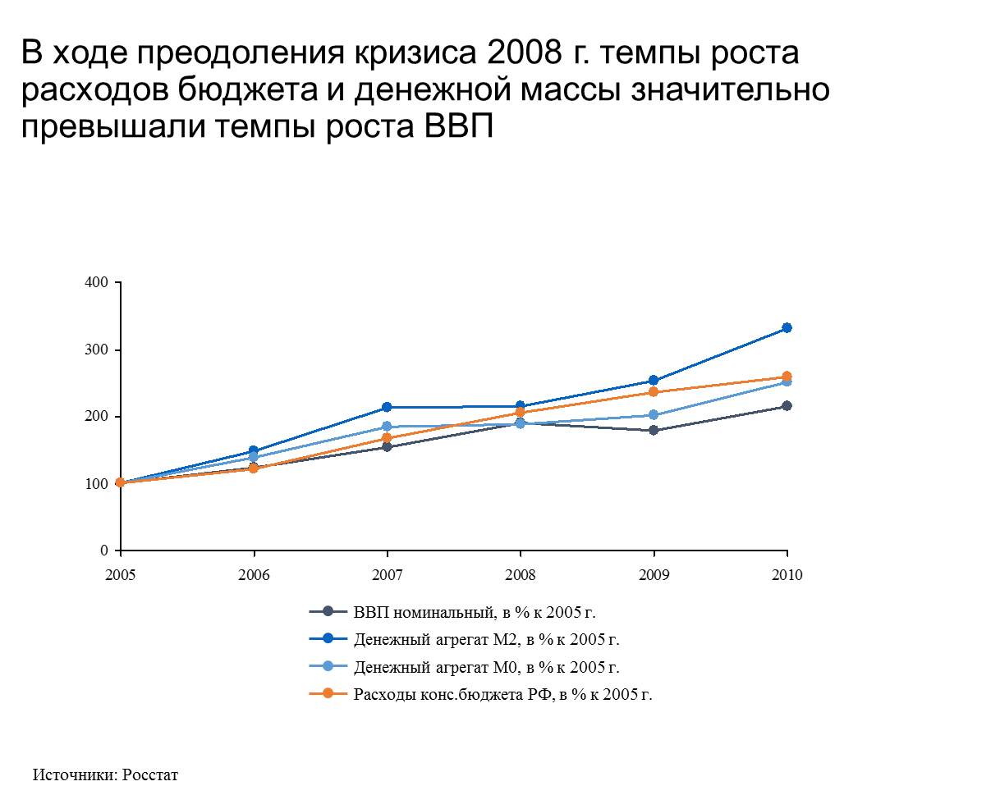 В ходе преодоления кризиса 2008 г. темпы роста
расходов бюджета и денежной массы значительно
превышали темпы роста ВВП
400
300
200
100
0
2005 2006 2007 2008 2009 2010
ВВП номинальный, в % к 2005 г.
Денежный агрегат М2, в % к 2005 г.
Денежный агрегат М0, в % к 2005 г.
Расходы конс.бюджета РФ, в % к 2005 г.
Источники: Росстат